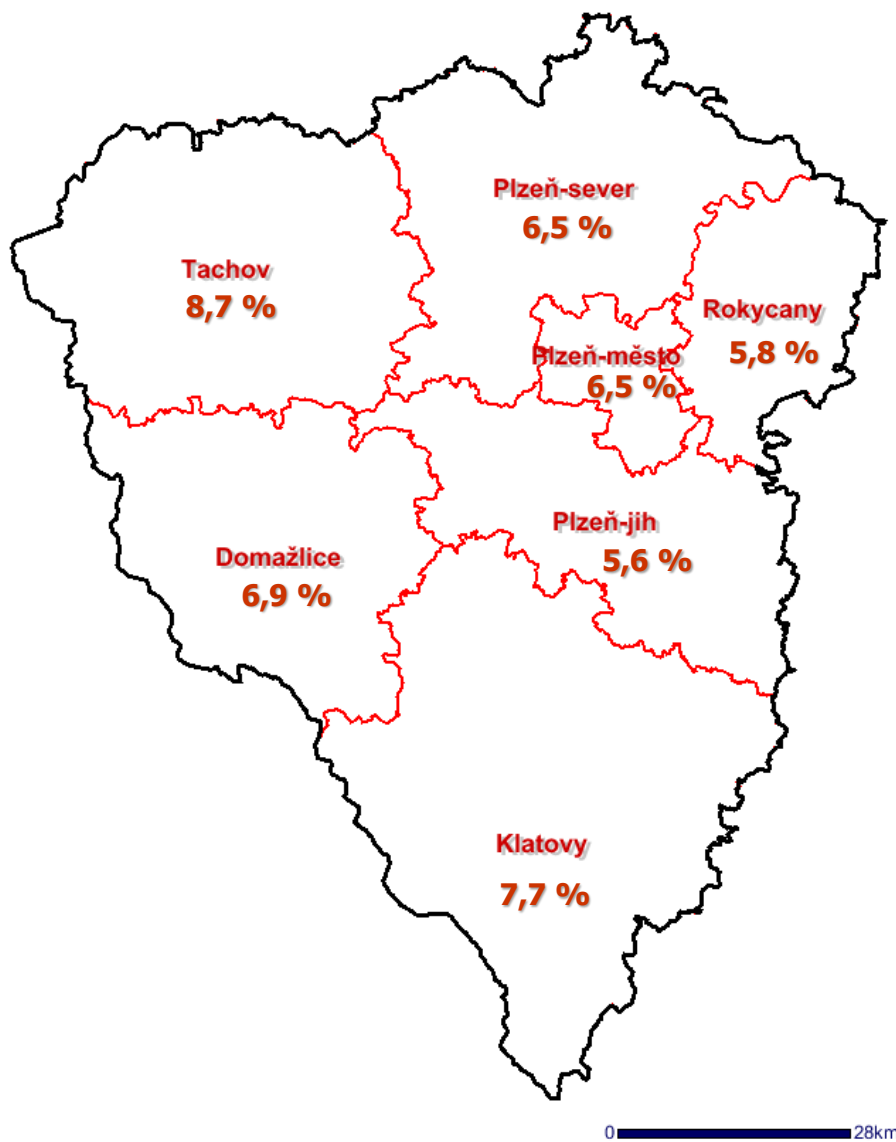 Plzeň-sever
6,5 %
Tachov
8,7 %
Rokycany
5,8 %
Plzeň-město
6,5 %
Plzeň-jih
5,6 %
Domažlice
6,9 %
Klatovy
7,7 %
0 28km